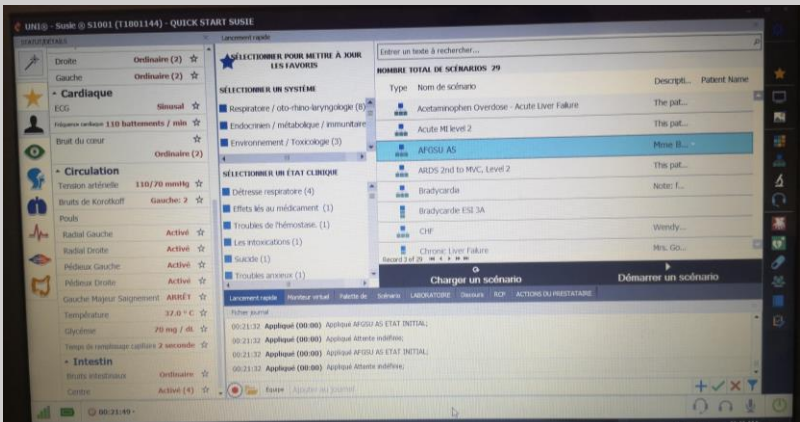 UNI® - Susie @ S1001 (T1801144) - QUICK START SUSIE
Droite Ordinaire (2)
Gauche Ordinaire (2)
Cardiaque
ECG Sinusal
Fréquence cardiaque 110 battements / min
Bruit du cœur
Ordinaire (2)
Circulation
Tension artérielle 110/70 mmHg
Bruits de Korotkoff Gauche: 2
Pouls
Radial Gauche Activé
Radial Droite Activé
Pédieux Gauche Activé
Pédieux Droite Activé
Gauche Majeur Saignement ARRÊT
Température 37.0 ° C
Glycémie 70 mg / dL
Temps de remplissage capillaire 2 seconde
Intestin
Bruits intestinaux Ordinaire
Centre Activé (4)
00:21:49
Lancement rapide
SÉLECTIONNER POUR METTRE À JOUR
LES FAVORIS
SÉLECTIONNER UN SYSTÈME
Respiratoire / oto-rhino-laryngologie (8)
Endocrinien / métabolique / immunitaire
Environnement / Toxicologie (3)
SÉLECTIONNER UN ÉTAT CLINIQUE
Détresse respiratoire (4)
Effets liés au médicament (1)
Troubles de l'hémostase. (1)
Les intoxications (1)
Suicide (1)
Troubles anxieux (1)
Entrer un texte à rechercher...
NOMBRE TOTAL DE SCÉNARIOS 29
Type Nom de scénario Descripti... Patient Name
Acetaminophen Overdose - Acute Liver Failure The pat...
Acute MI level 2 This pat...
AFGSU AS Mme B...
ARDS 2nd to MVC, Level 2 This pat...
Bradycardie Note: f...
Bradycardie ESI 3A
CHF Wendy...
Chronic Liver Failure Mrs. Go...
Record 3 of 29
Charger un scénario Démarrer un scénario
Lancement rapide Moniteur virtuel Palette de Scénario LABORATOIRE Discours RCP ACTIONS DU PRESTATAIRE
Fichier journal
00:21:32 Appliqué (00:00) Appliqué AFGSU AS ETAT INITIAL;
00:21:32 Appliqué (00:00) Appliqué Attente indéfinie;
00:21:32 Appliqué (00:00) Appliqué AFGSU AS ETAT INITIAL;
00:21:32 Appliqué (00:00) Appliqué Attente indéfinie;
Équipe Ajouter au journal